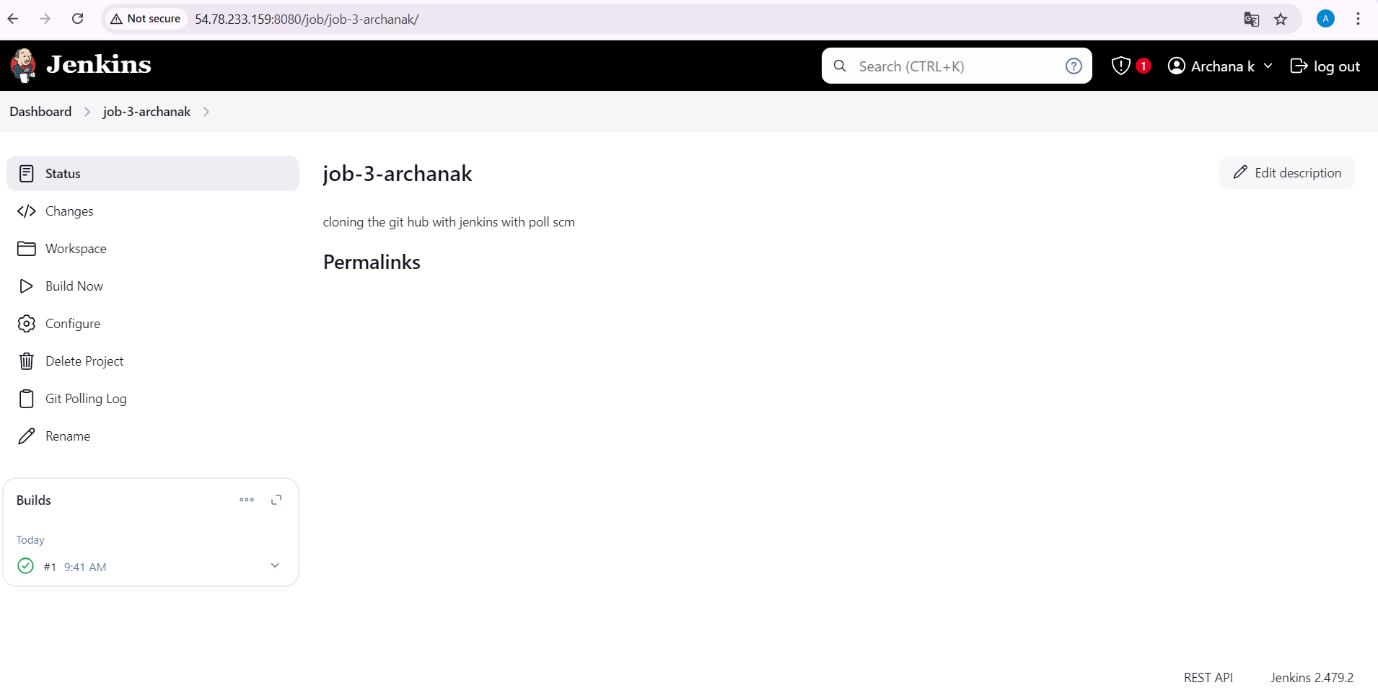 Not secure 54.78.233.159:8080/job/job-3-archanak/ A
Jenkins Search (CTRL+K) ? 1 Archana k log out
Dashboard job-3-archanak
Status
Changes
Workspace
Build Now
Configure
Delete Project
Git Polling Log
Rename
Builds
Today
#1 9:41 AM
job-3-archanak
Edit description
cloning the git hub with jenkins with poll scm
Permalinks
REST API Jenkins 2.479.2